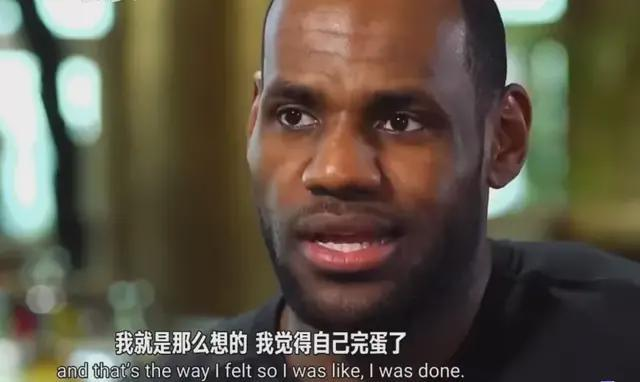 我就是那么想的 我觉得自己完蛋了
and that's the way I felt so I was like, I was done.